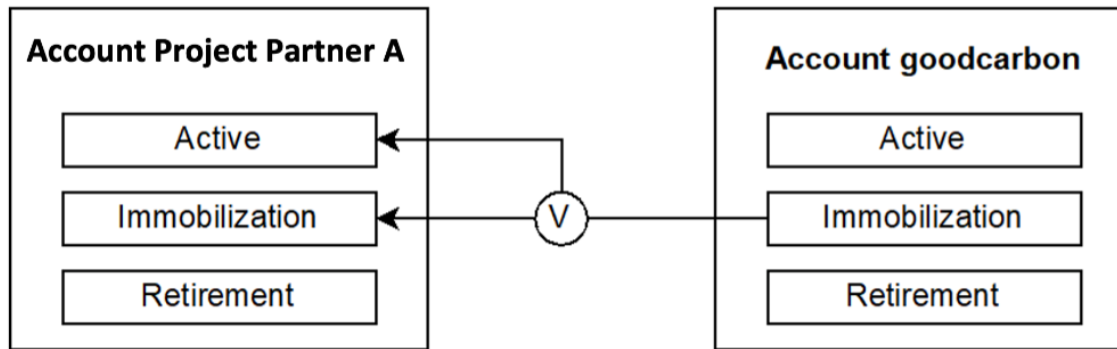 Account Project Partner A
Active
Immobilization
Retirement
V
Account goodcarbon
Active
Immobilization
Retirement